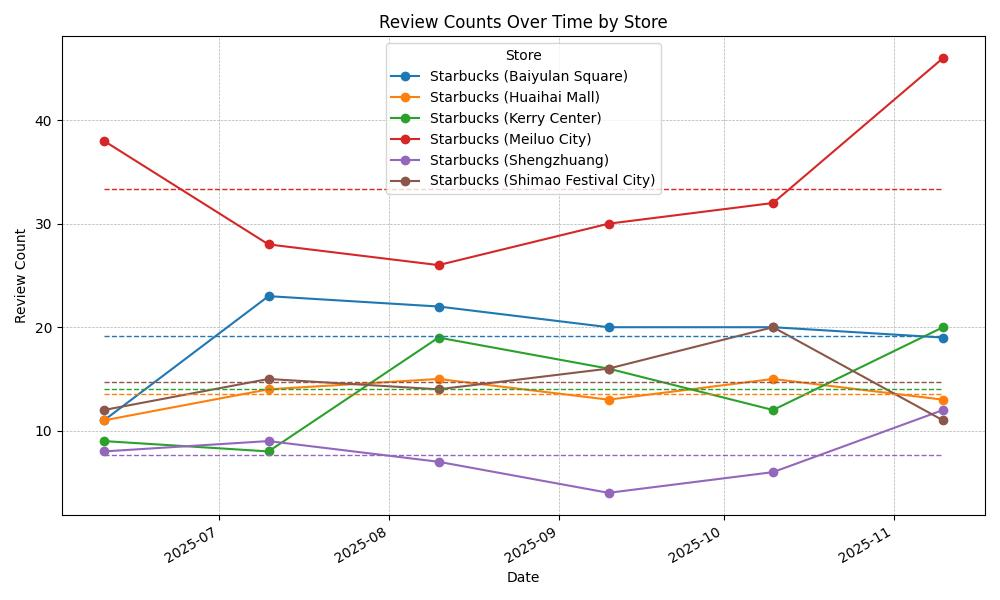 Review Counts Over Time by Store
Store
Starbucks (Baiyulan Square)
Starbucks (Huaihai Mall)
Starbucks (Kerry Center)
Starbucks (Meiluo City)
Starbucks (Shengzhuang)
Starbucks (Shimao Festival City)
Review Count
40
30
20
10
2025-07
2025-08
2025-09
2025-10
2025-11
Date